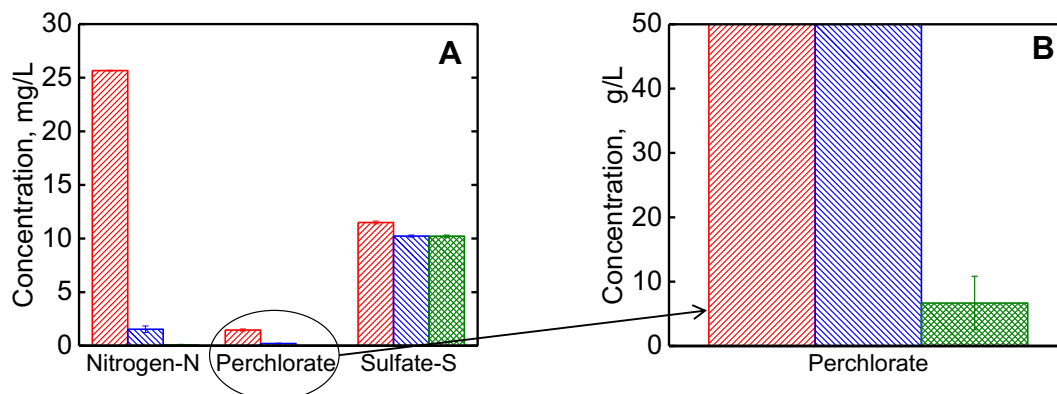 A
Concentration, mg/L
30
25
20
15
10
5
0
Nitrogen-N Perchlorate Sulfate-S
B
Concentration, g/L
50
40
30
20
10
0
Perchlorate